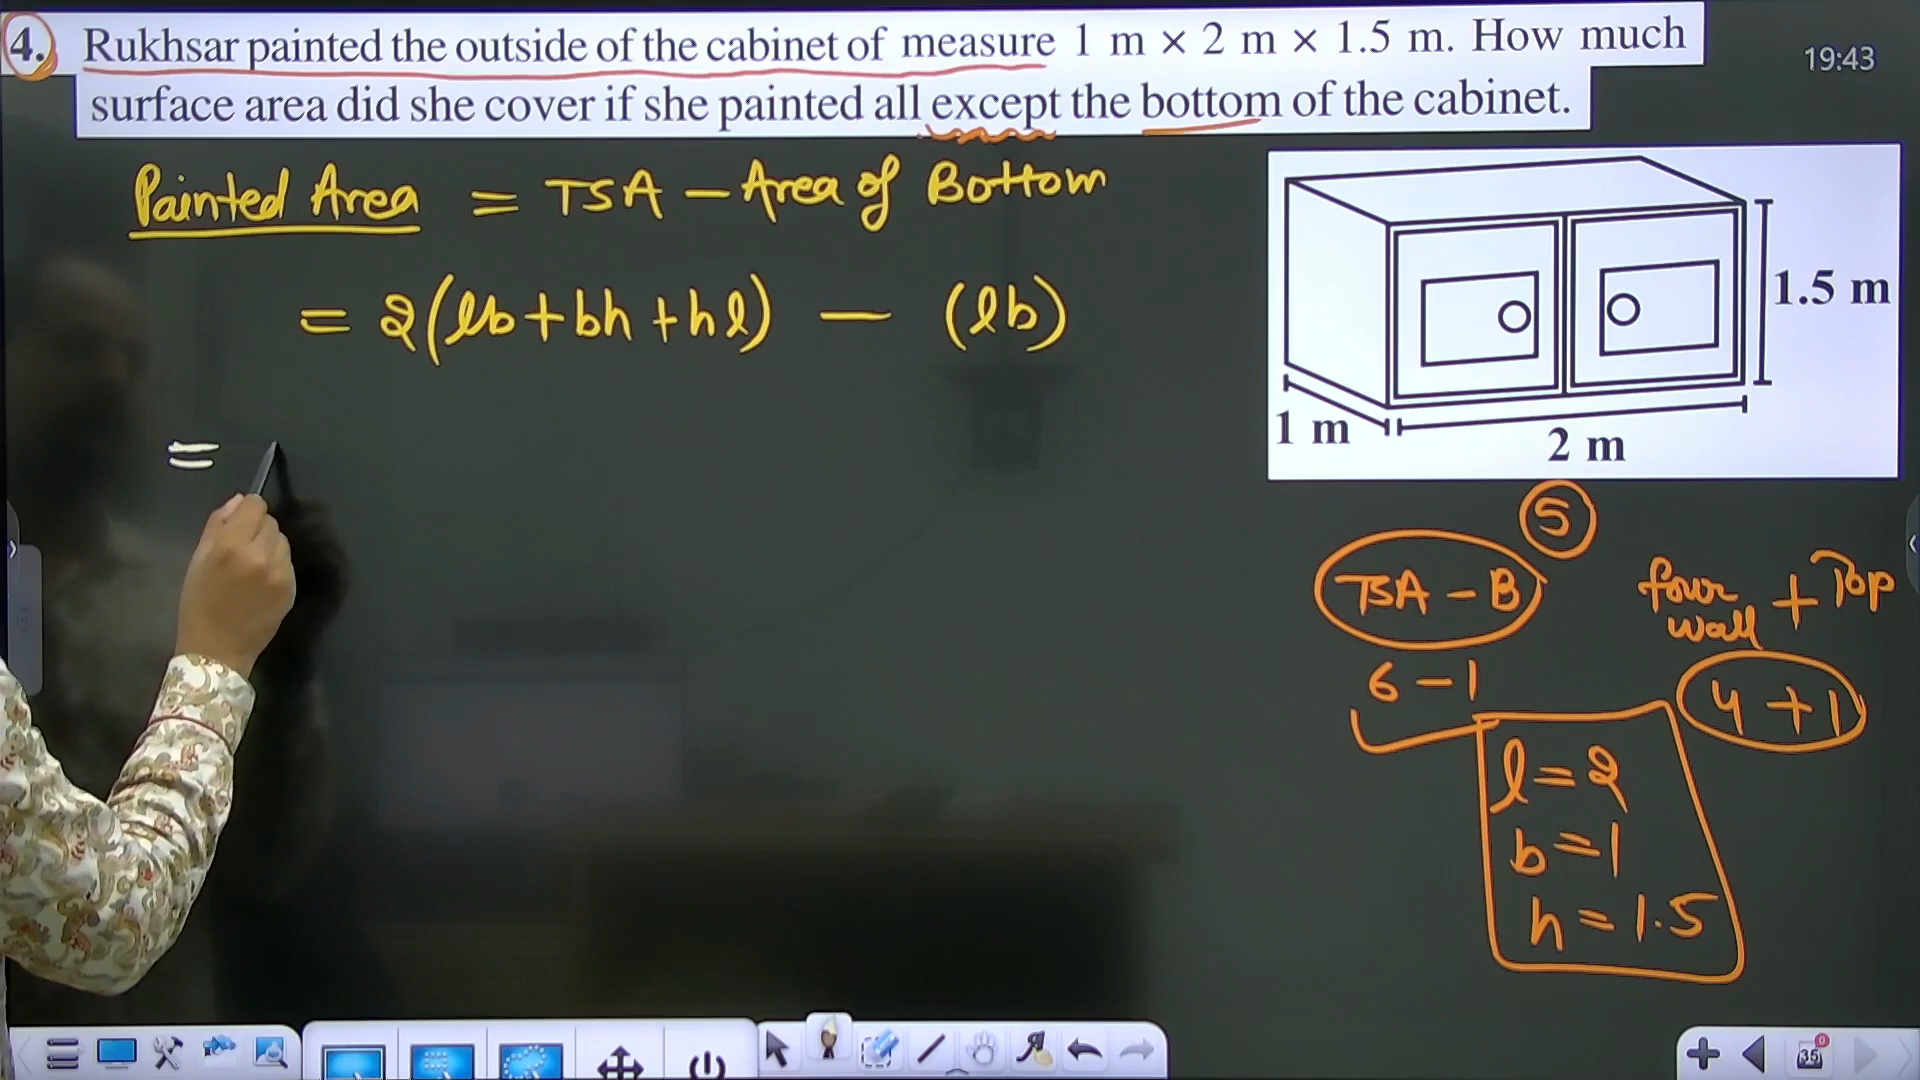 4. Rukhsar painted the outside of the cabinet of measure 1 m × 2 m × 1.5 m. How much
surface area did she cover if she painted all except the bottom of the cabinet.
19:43
Painted Area = TSA – Area of Bottom
= 2(lb+bh+hl) – (lb)
=
1.5 m
1 m
2 m
5
TSA – B
four wall + Top
6 – 1
4 + 1
l = 2
b = 1
h = 1.5
35
0